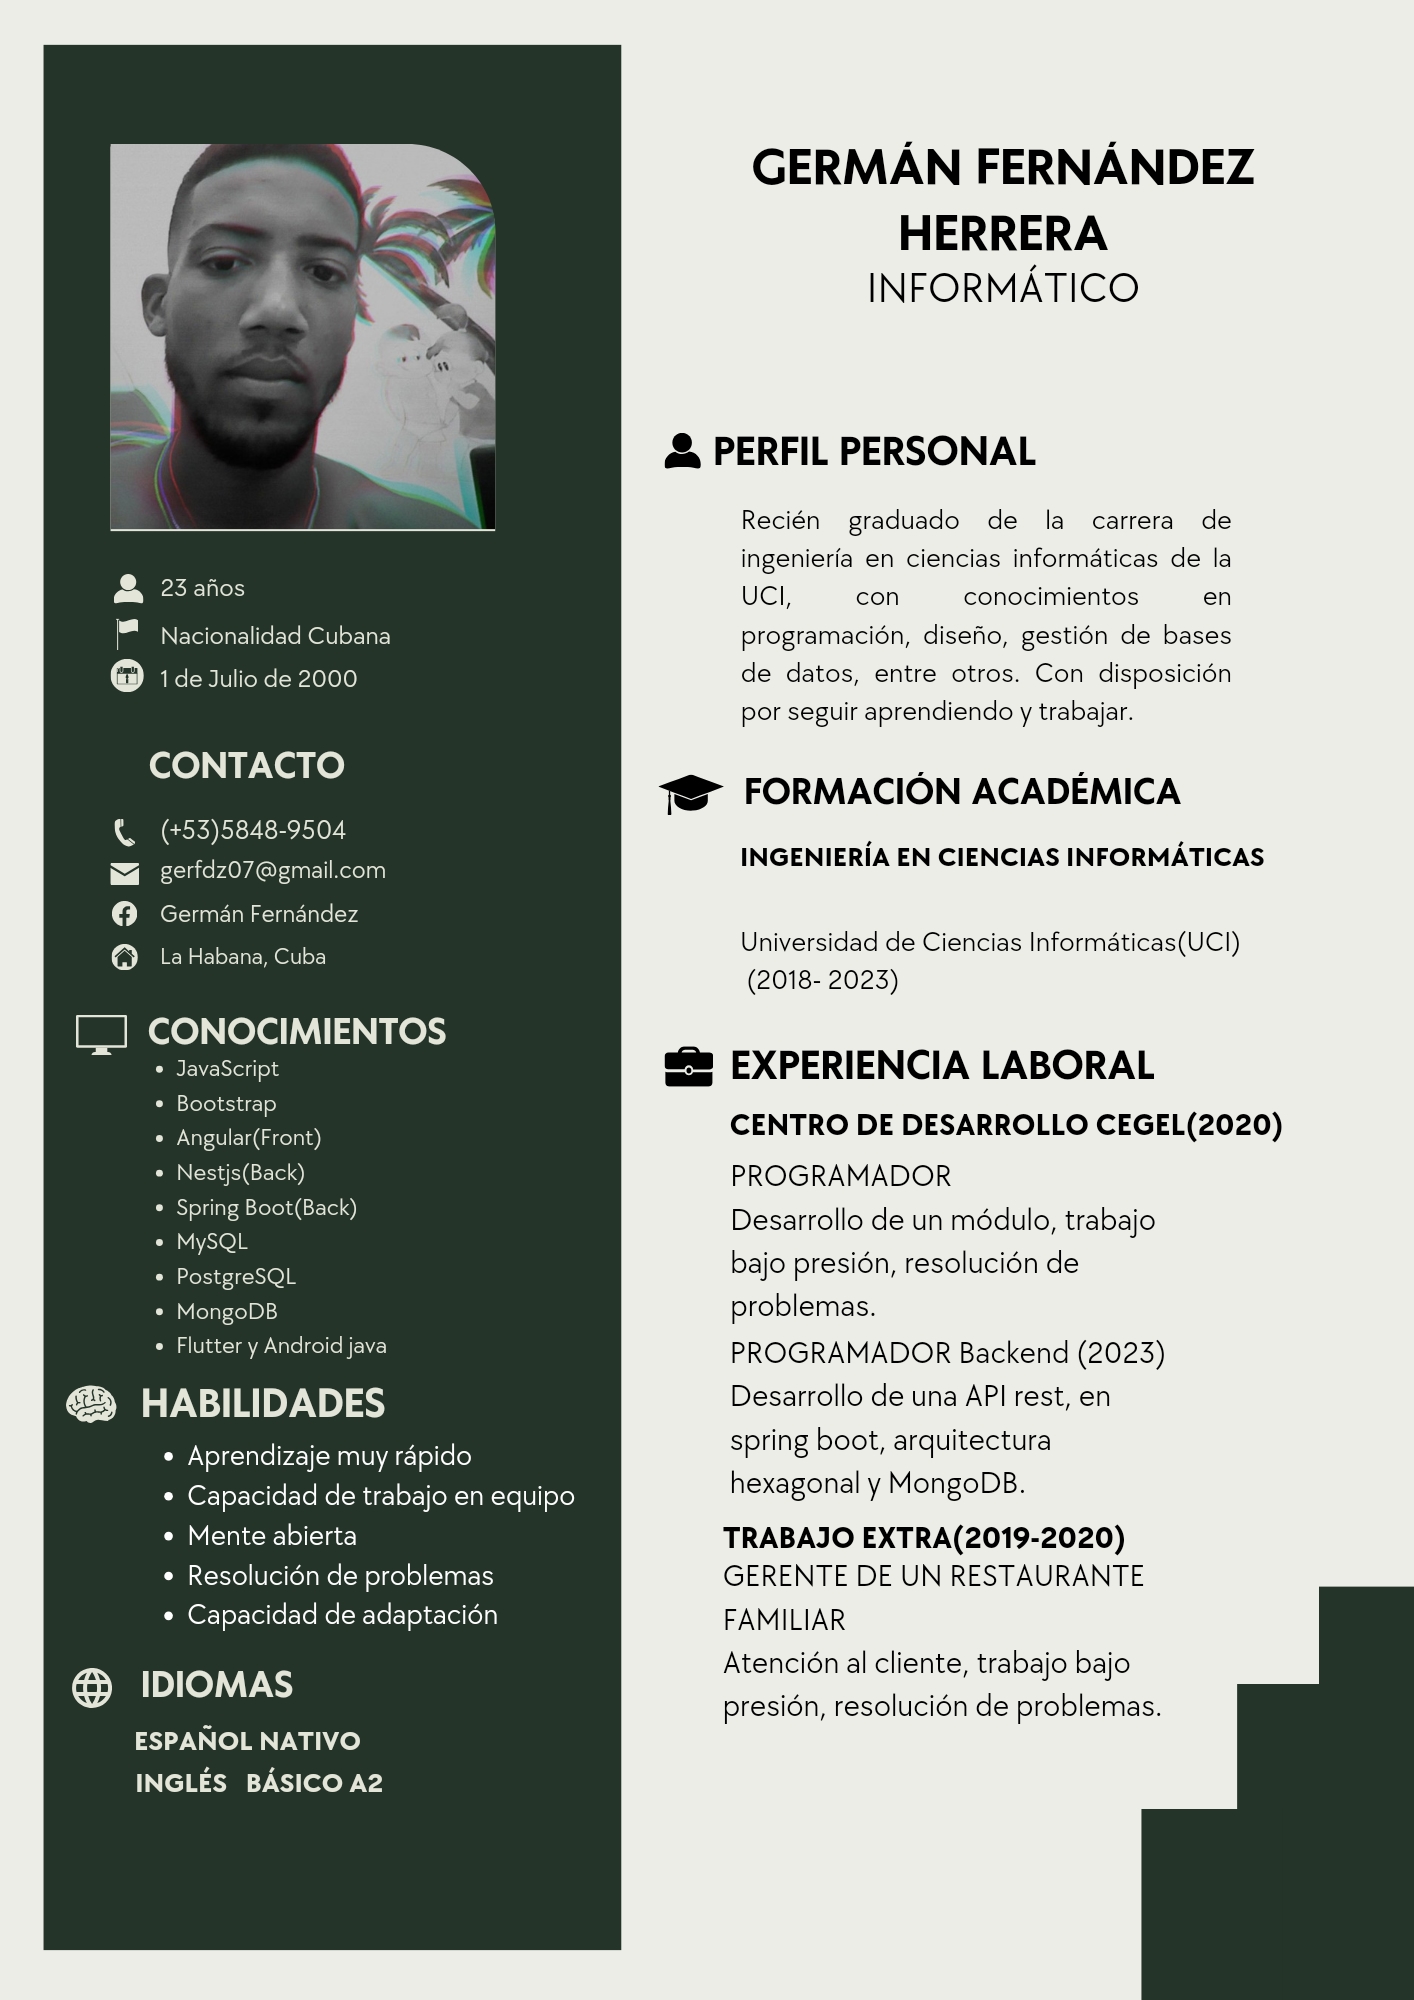 GERMÁN FERNÁNDEZ
HERRERA
INFORMÁTICO
23 años
Nacionalidad Cubana
1 de Julio de 2000
CONTACTO
(+53)5848-9504
gerfdz07@gmail.com
Germán Fernández
La Habana, Cuba
CONOCIMIENTOS
• JavaScript
• Bootstrap
• Angular(Front)
• Nestjs(Back)
• Spring Boot(Back)
• MySQL
• PostgreSQL
• MongoDB
• Flutter y Android java
HABILIDADES
• Aprendizaje muy rápido
• Capacidad de trabajo en equipo
• Mente abierta
• Resolución de problemas
• Capacidad de adaptación
IDIOMAS
ESPAÑOL NATIVO
INGLÉS BÁSICO A2
PERFIL PERSONAL
Recién graduado de la carrera de
ingeniería en ciencias informáticas de la
UCI, con conocimientos en
programación, diseño, gestión de bases
de datos, entre otros. Con disposición
por seguir aprendiendo y trabajar.
FORMACIÓN ACADÉMICA
INGENIERÍA EN CIENCIAS INFORMÁTICAS
Universidad de Ciencias Informáticas(UCI)
(2018- 2023)
EXPERIENCIA LABORAL
CENTRO DE DESARROLLO CEGEL(2020)
PROGRAMADOR
Desarrollo de un módulo, trabajo
bajo presión, resolución de
problemas.
PROGRAMADOR Backend (2023)
Desarrollo de una API rest, en
spring boot, arquitectura
hexagonal y MongoDB.
TRABAJO EXTRA(2019-2020)
GERENTE DE UN RESTAURANTE
FAMILIAR
Atención al cliente, trabajo bajo
presión, resolución de problemas.